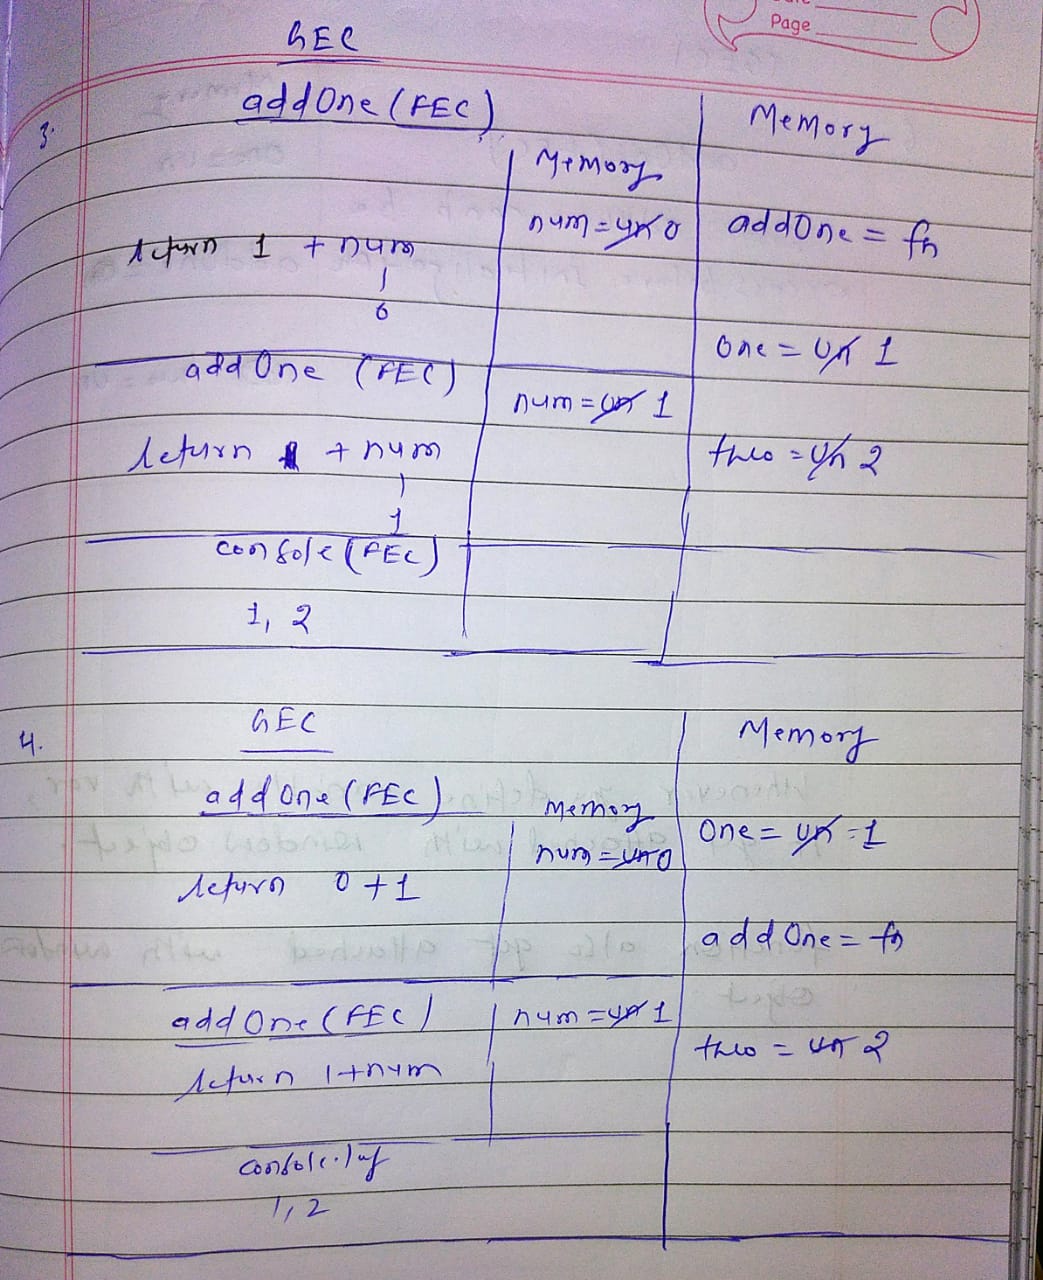 Page
GEC
3.
addOne (FEC)
Memory
Memory
num = un 0
addOne = fn
return 1 + num
0
One = un 1
addOne (FEC)
num = un 1
return 1 + num
two = un 2
1
console (FEC)
1, 2
4.
GEC
Memory
addOne (FEC)
Memory
One = un = 1
num = un 0
return 0 + 1
addOne = fn
addOne (FEC)
num = un 1
two = un 2
return 1 + num
console.log
1, 2